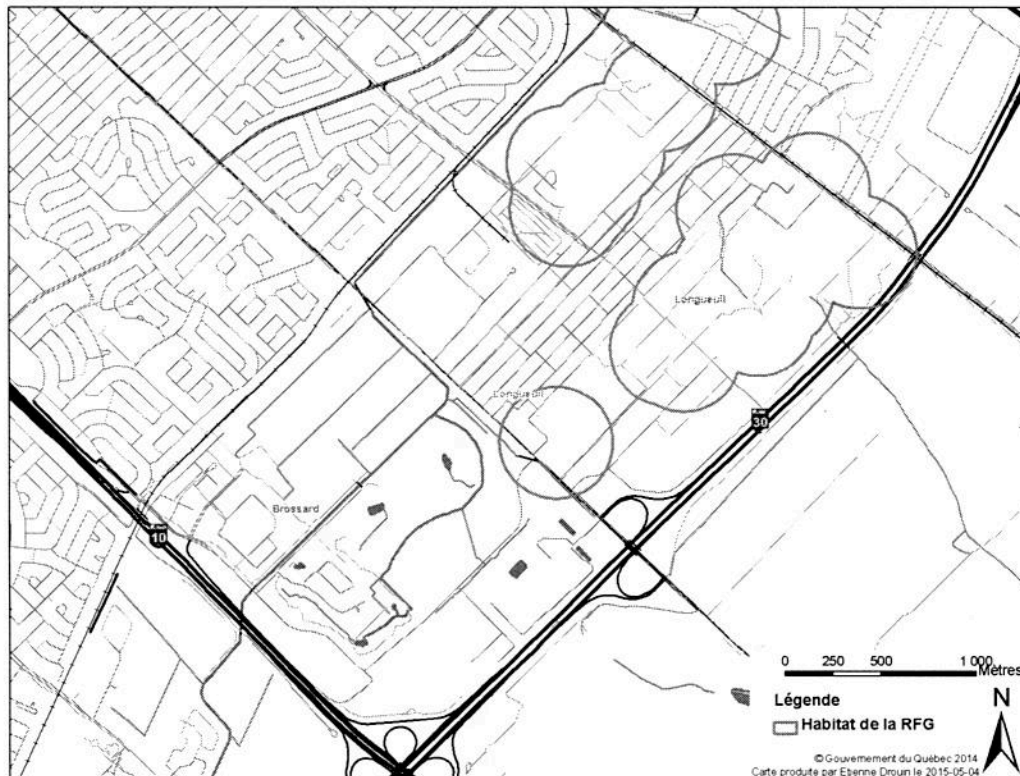 Longueuil
30
Longueuil
Brossard
10
0 250 500 1 000
Mètres
Légende
N
Habitat de la RFG
©Gouvernement du Québec 2014
Carte produite par Etienne Drouin le 2015-05-04